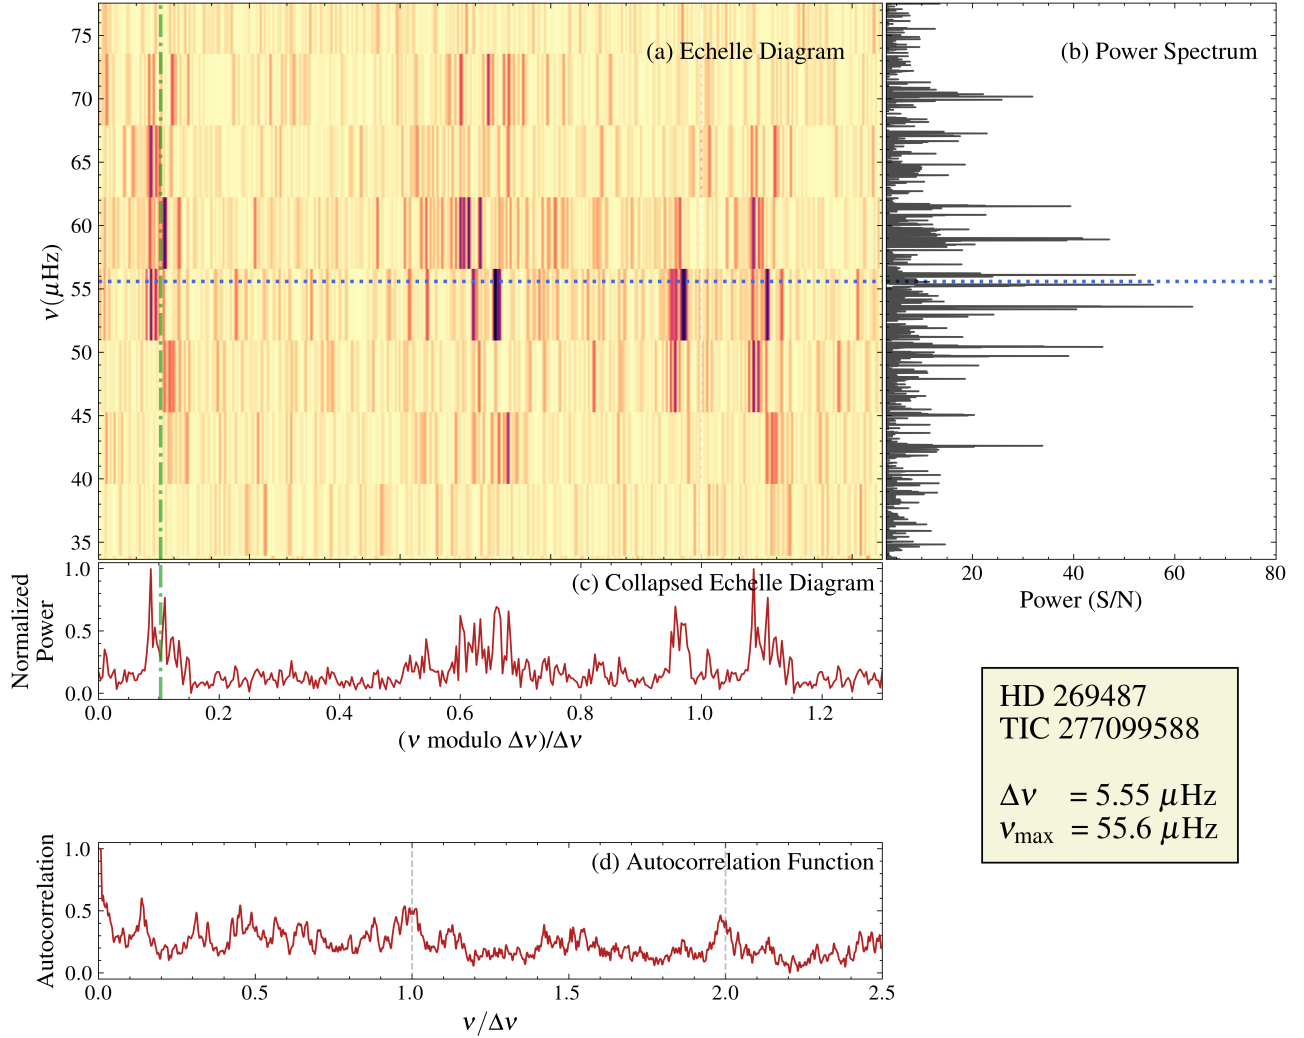 (a) Echelle Diagram
(b) Power Spectrum
75
70
65
60
55
50
45
40
35
ν(μHz)
20
40
60
80
Power (S/N)
(c) Collapsed Echelle Diagram
1.0
0.5
0.0
Normalized
Power
0.0
0.2
0.4
0.6
0.8
1.0
1.2
(ν modulo Δν)/Δν
HD 269487
TIC 277099588
Δν = 5.55 μHz
νmax = 55.6 μHz
(d) Autocorrelation Function
1.0
0.5
0.0
Autocorrelation
0.0
0.5
1.0
1.5
2.0
2.5
ν/Δν